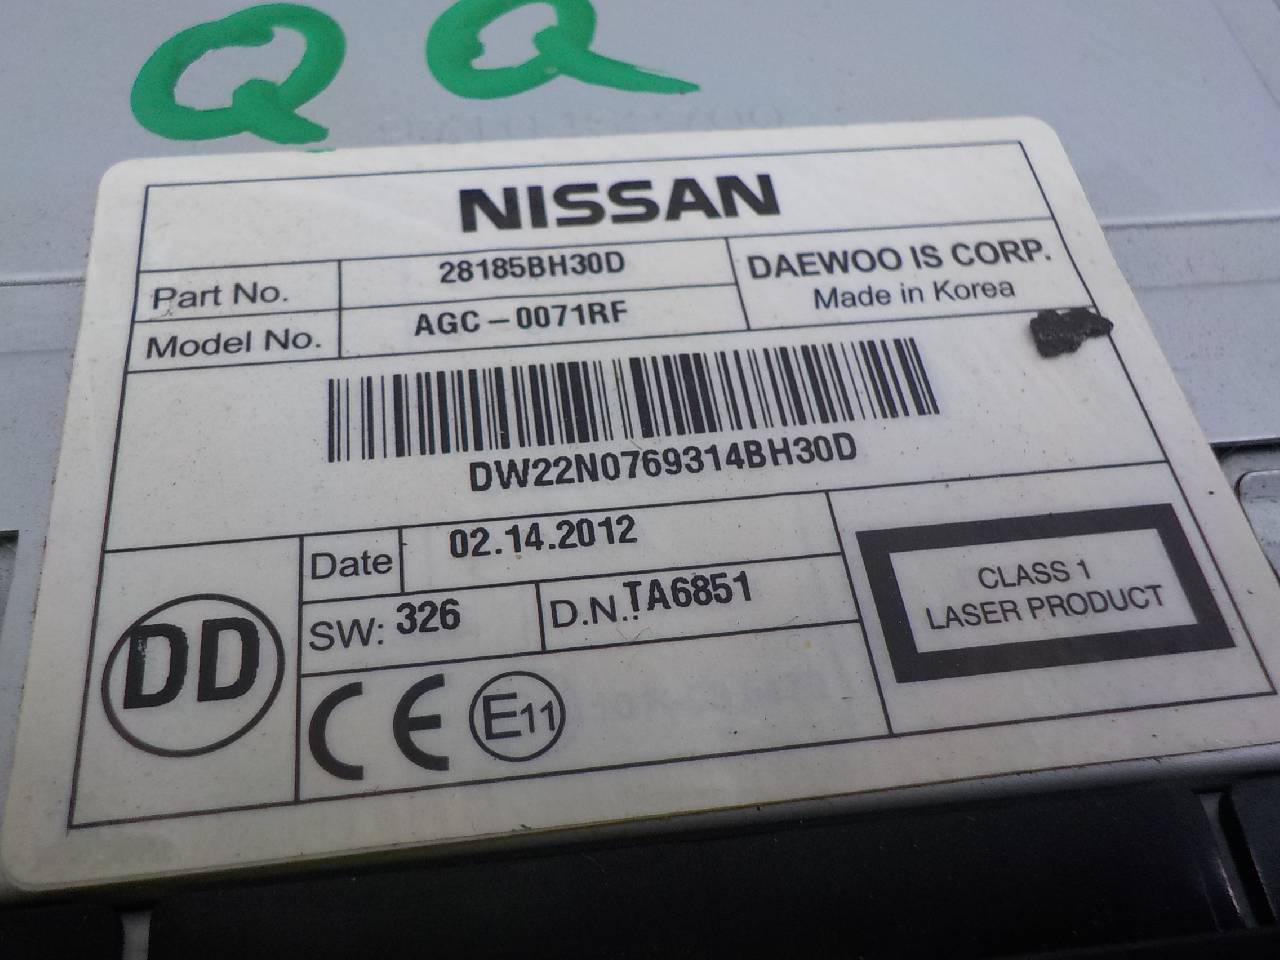 QQ
NISSAN
Part No. 28185BH30D
DAEWOO IS CORP.
Model No. AGC-0071RF
Made in Korea
DW22N0769314BH30D
DD
Date 02.14.2012
SW: 326 D.N.: TA6851
CE E11
CLASS 1
LASER PRODUCT